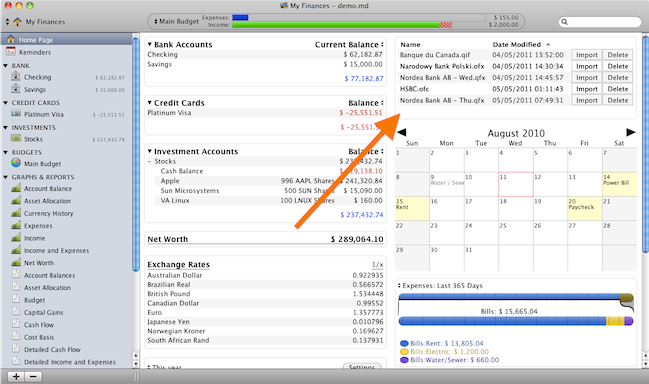 My Finances - demo.md
My Finances
Main Budget
Expenses: $ 155.00
Income: $ 2,000.00
Home Page
Reminders
BANK
Checking $ 62,182.87
Savings $ 15,000.00
CREDIT CARDS
Platinum Visa $ -25,551.51
INVESTMENTS
Stocks $ 237,432.74
BUDGETS
Main Budget
GRAPHS & REPORTS
Account Balance
Asset Allocation
Currency History
Expenses
Income
Income and Expenses
Net Worth
Account Balances
Asset Allocation
Budget
Capital Gains
Cash Flow
Cost Basis
Detailed Cash Flow
Detailed Income and Expenses
Bank Accounts Current Balance
Checking $ 62,182.87
Savings $ 15,000.00
$ 77,182.87
Credit Cards Balance
Platinum Visa $ -25,551.51
$ -25,551.51
Investment Accounts Balance
- Stocks $ 237,432.74
Cash Balance 19,138.10
Apple 996 AAPL Shares $ 241,320.84
Sun Microsystems 500 SUN Shares $ 15,090.00
VA Linux 100 LNUX Shares $ 160.00
$ 237,432.74
Net Worth $ 289,064.10
Exchange Rates 1/x
Australian Dollar 0.922935
Brazilian Real 0.566572
British Pound 1.534448
Canadian Dollar 0.99552
Euro 1.357773
Japanese Yen 0.010796
Norwegian Kroner 0.169627
South African Rand 0.137931
This year Settings
Name Date Modified
Banque du Canada.qif 04/05/2011 13:52:00 Import Delete
Narodowy Bank Polski.ofx 04/05/2011 14:30:34 Import Delete
Nordea Bank AB - Wed.qfx 04/05/2011 14:45:57 Import Delete
HSBC.ofc 05/05/2011 01:11:43 Import Delete
Nordea Bank AB - Thu.qfx 05/05/2011 07:49:31 Import Delete
August 2010
Sun Mon Tue Wed Thu Fri Sat
1 2 3 4 5 6 7
8 9 10 11 12 13 14
Water / Sewe Power Bill
15 16 17 18 19 20 21
Rent Paycheck
22 23 24 25 26 27 28
29 30 31
Expenses: Last 365 Days
Bills: $ 15,665.04
Bills:Rent: $ 13,805.04
Bills:Electric: $ 1,200.00
Bills:Water/Sewer: $ 660.00